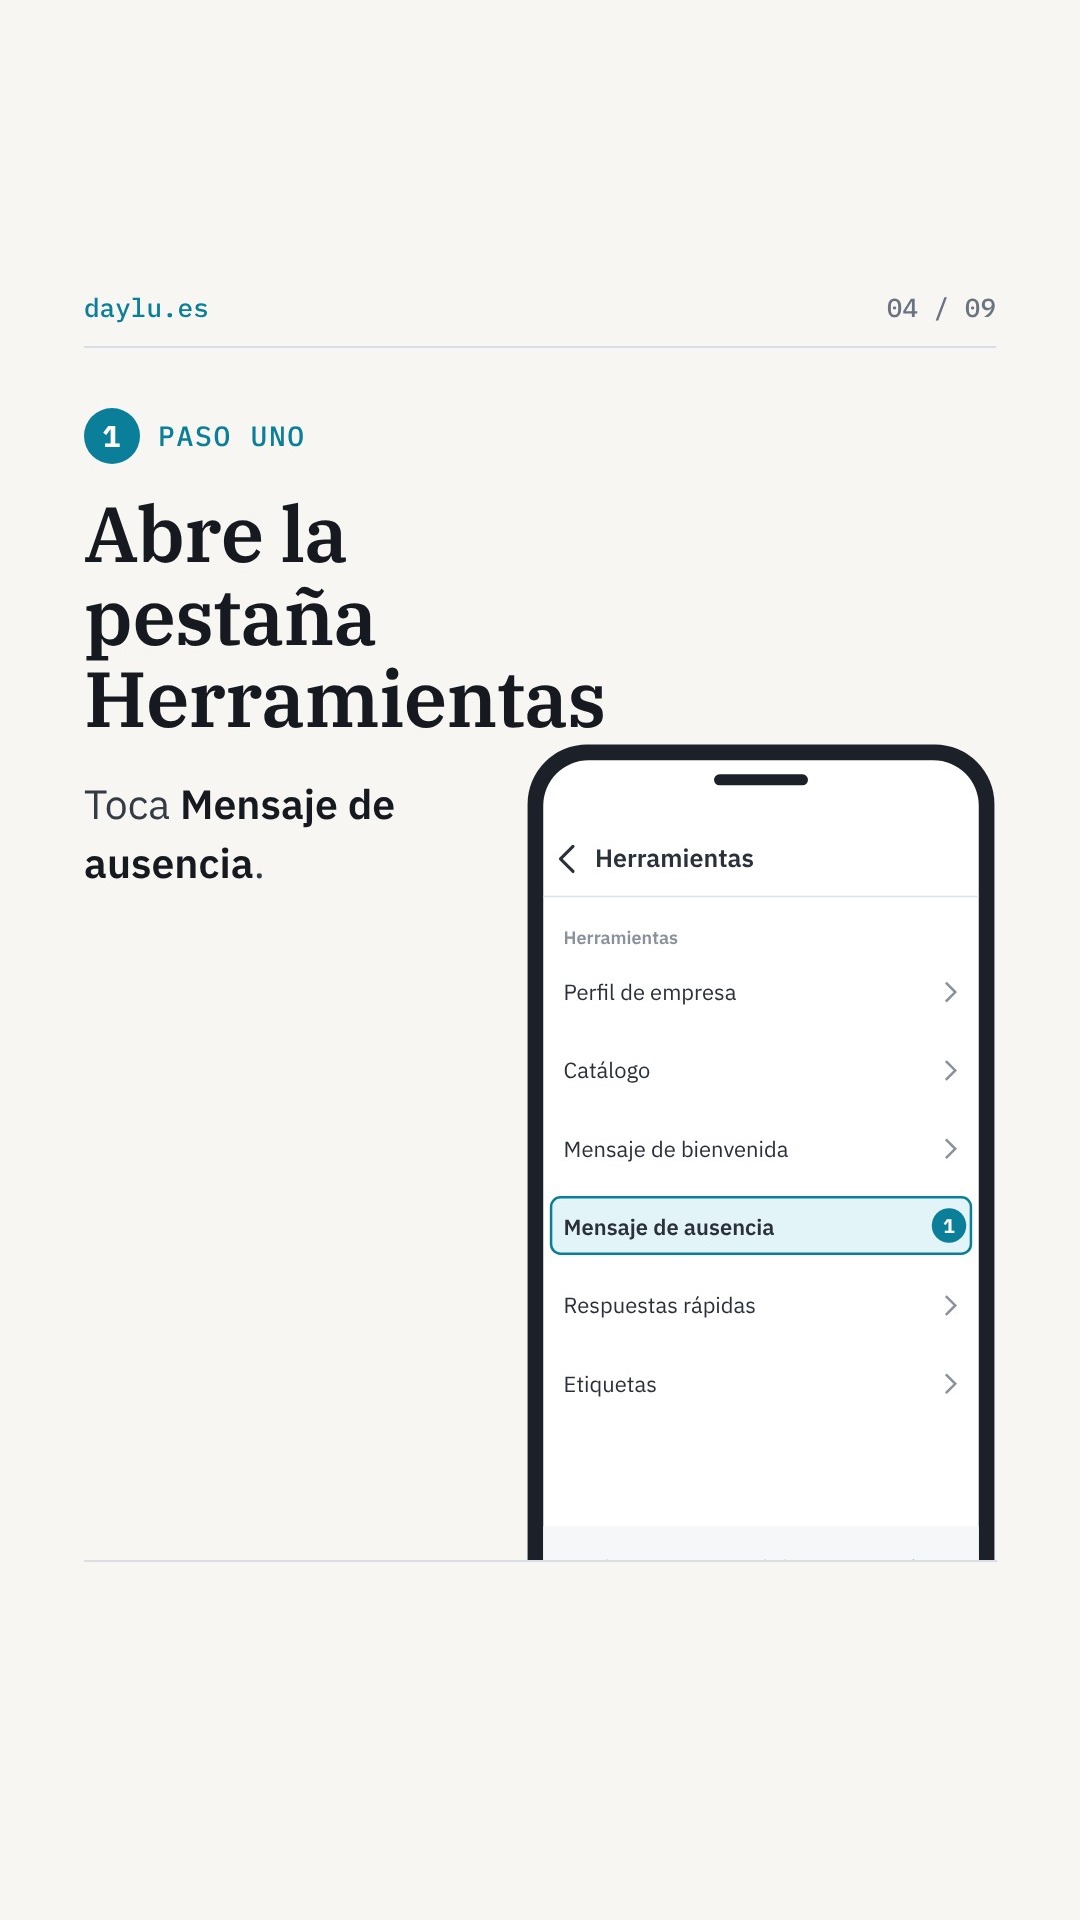 daylu.es
04 / 09
1 PASO UNO
Abre la
pestaña
Herramientas
Toca Mensaje de
ausencia.
Herramientas
Herramientas
Perfil de empresa
Catálogo
Mensaje de bienvenida
Mensaje de ausencia 1
Respuestas rápidas
Etiquetas